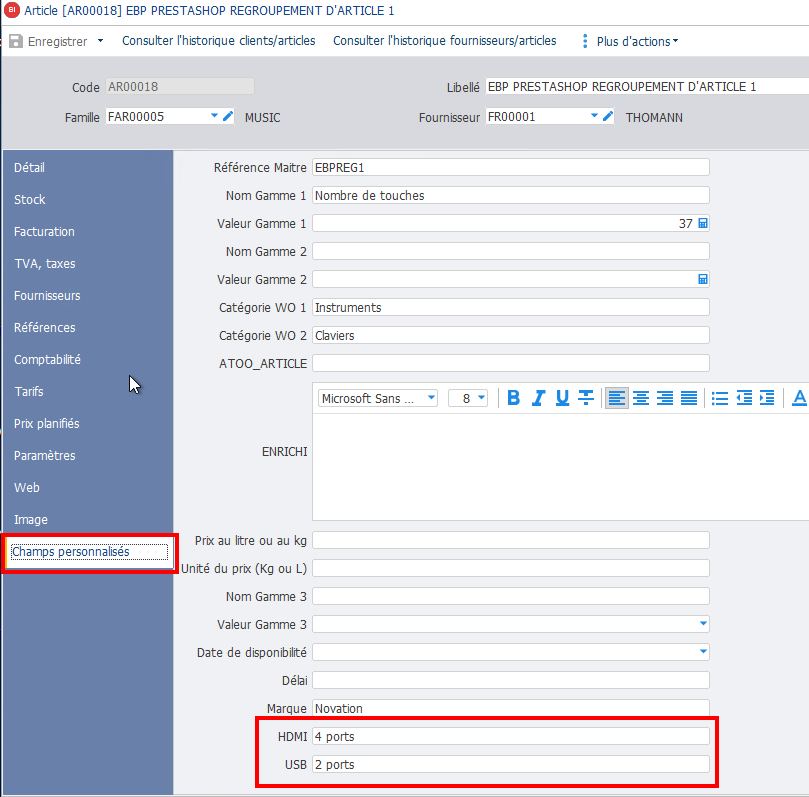 BI Article [AR00018] EBP PRESTASHOP REGROUPEMENT D'ARTICLE 1
Enregistrer Consulter l'historique clients/articles Consulter l'historique fournisseurs/articles Plus d'actions
Code AR00018 Libellé EBP PRESTASHOP REGROUPEMENT D'ARTICLE 1
Famille FAR00005 MUSIC Fournisseur FR00001 THOMANN
Détail
Stock
Facturation
TVA, taxes
Fournisseurs
Références
Comptabilité
Tarifs
Prix planifiés
Paramètres
Web
Image
Champs personnalisés
Référence Maitre EBPREG1
Nom Gamme 1 Nombre de touches
Valeur Gamme 1 37
Nom Gamme 2
Valeur Gamme 2
Catégorie WO 1 Instruments
Catégorie WO 2 Claviers
ATOO_ARTICLE
Microsoft Sans ... 8 B I U T A
ENRICHI
Prix au litre ou au kg
Unité du prix (Kg ou L)
Nom Gamme 3
Valeur Gamme 3
Date de disponibilité
Délai
Marque Novation
HDMI 4 ports
USB 2 ports